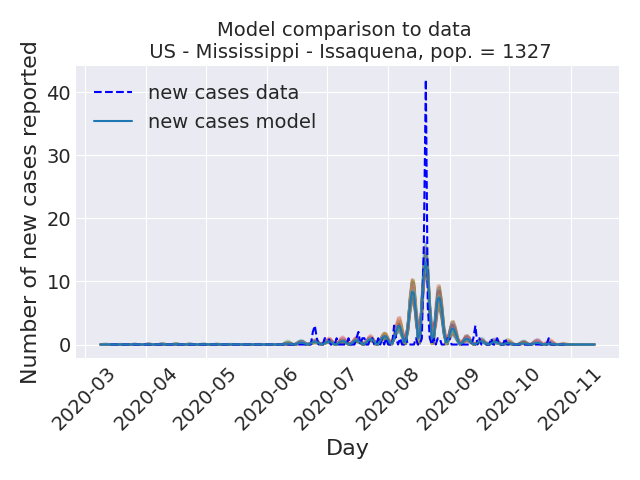 Model comparison to data
US - Mississippi - Issaquena, pop. = 1327
Number of new cases reported
40
30
20
10
0
new cases data
new cases model
2020-03
2020-04
2020-05
2020-06
2020-07
2020-08
2020-09
2020-10
2020-11
Day